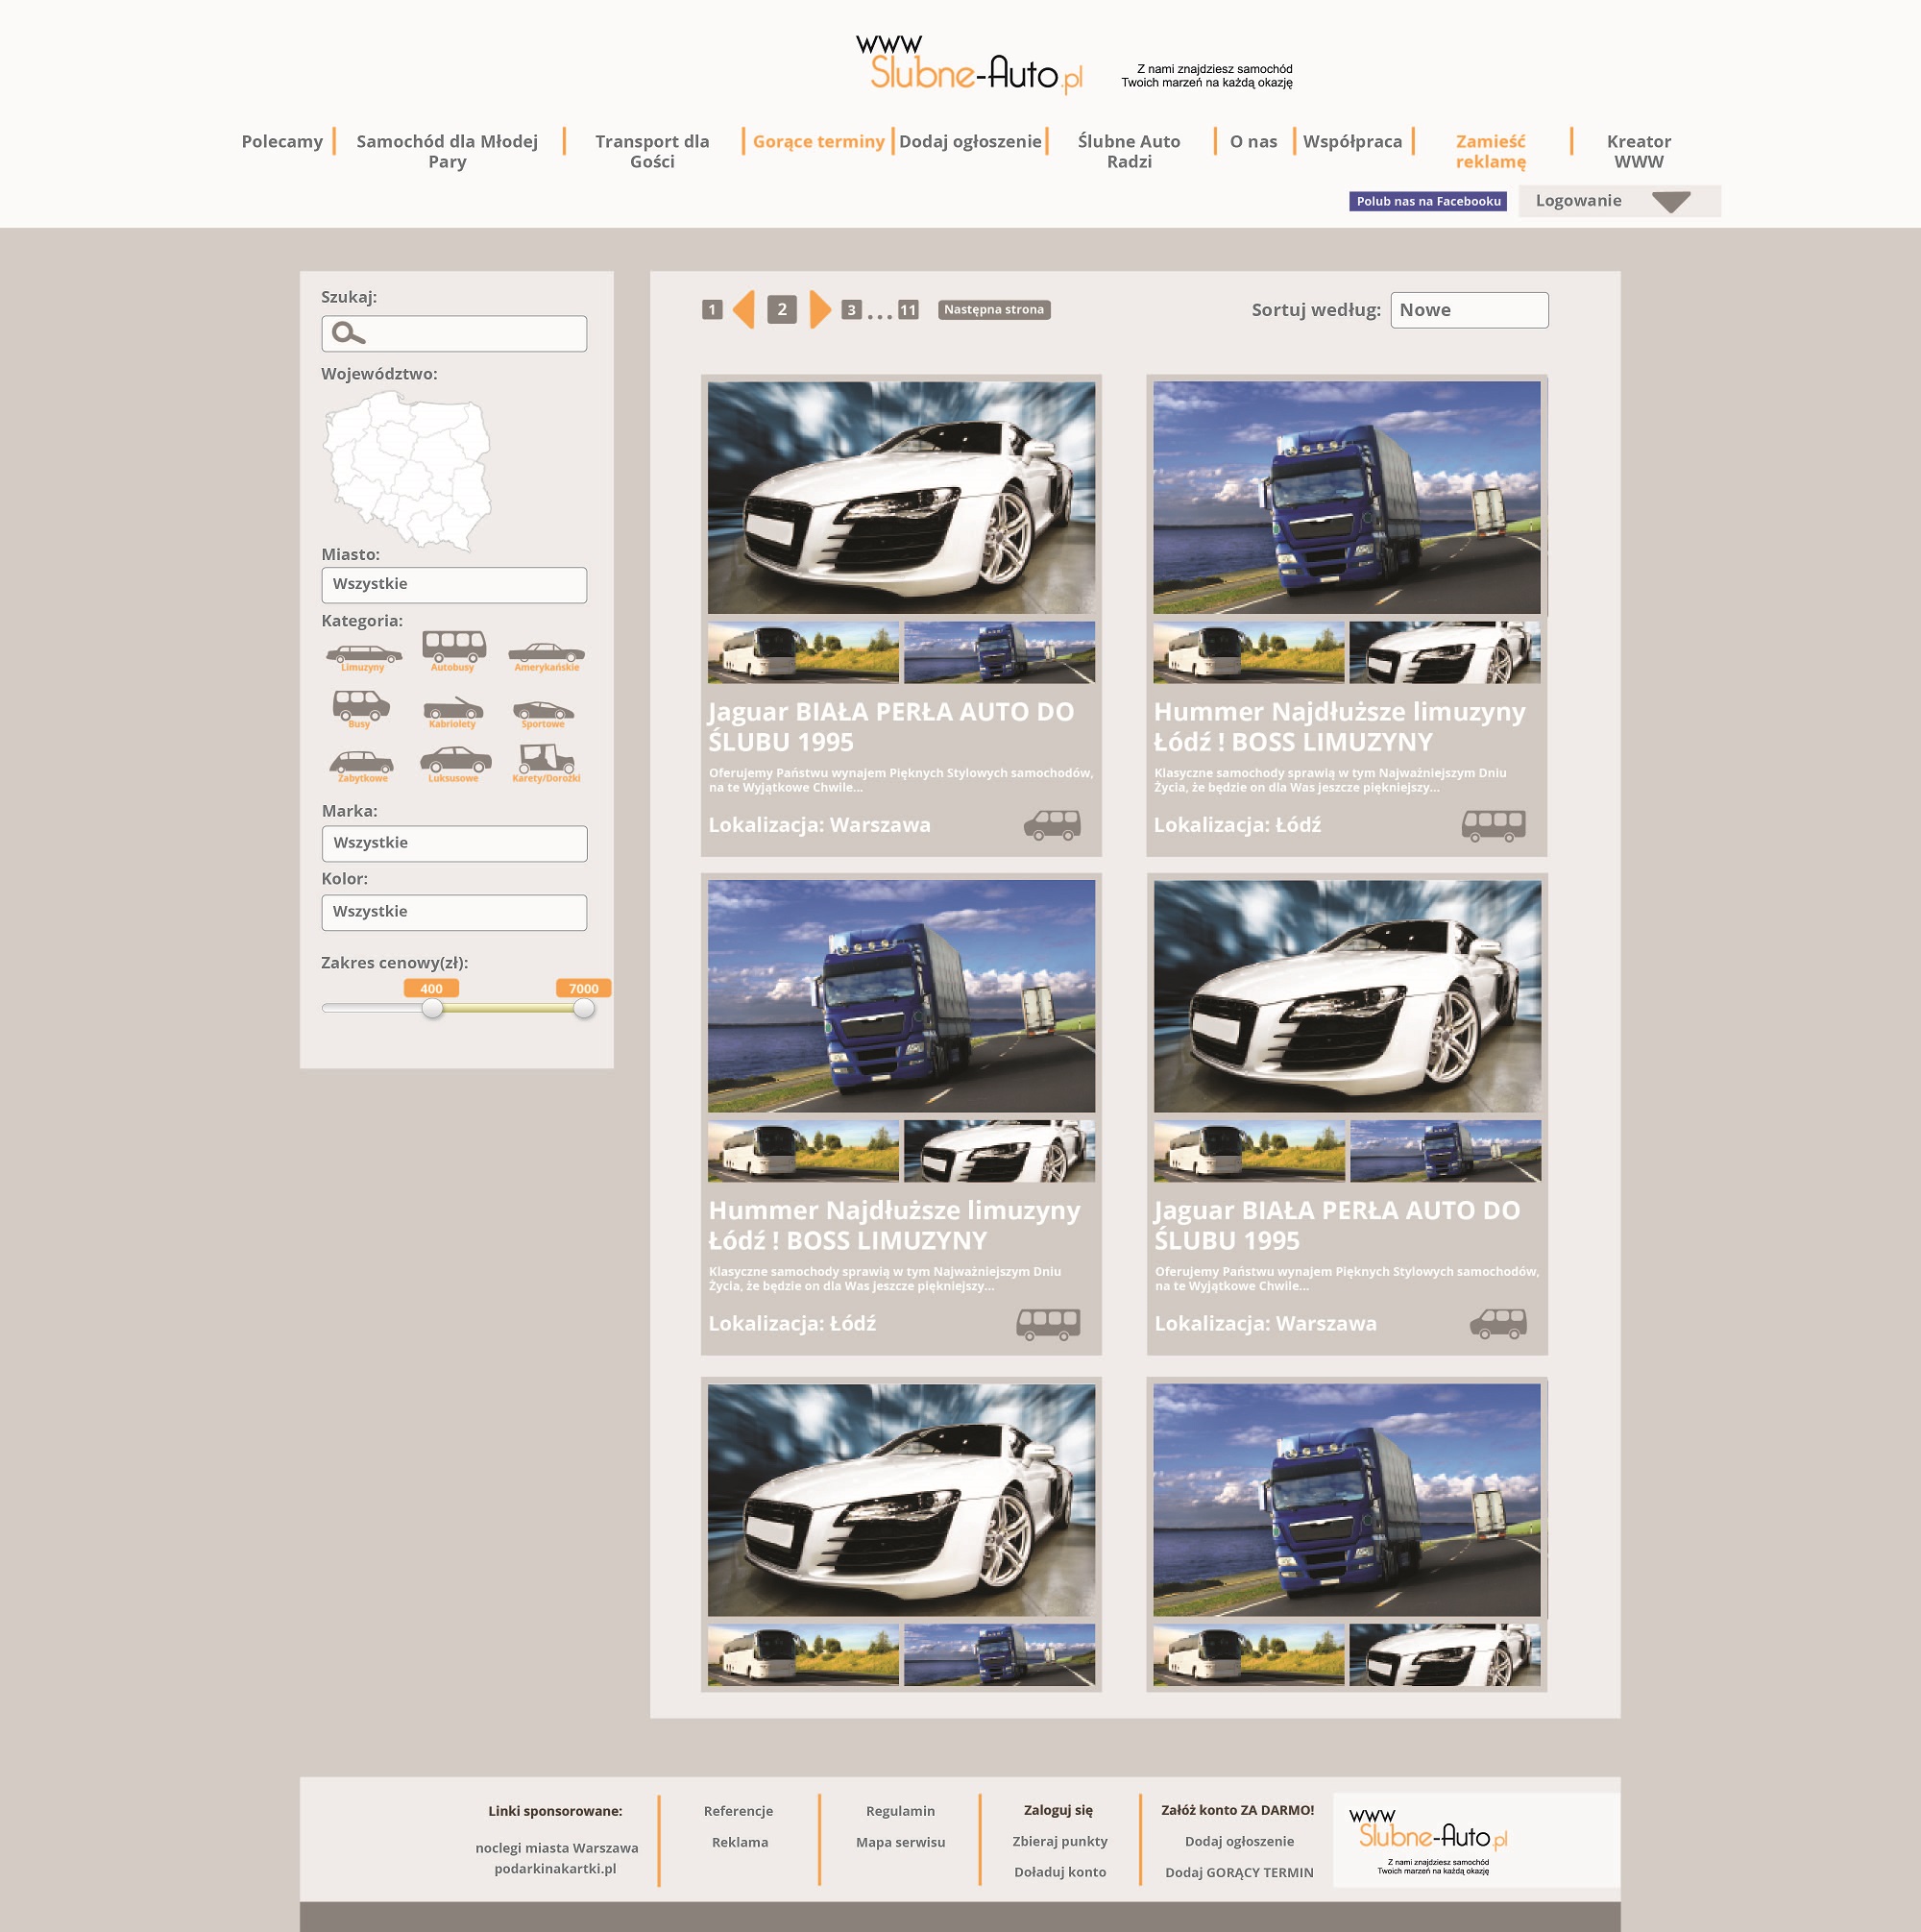 WWW
Slubne-Auto.pl
Z nami znajdziesz samochód
Twoich marzeń na każdą okazję
Polecamy
Samochód dla Młodej
Pary
Transport dla
Gości
Gorące terminy
Dodaj ogłoszenie
Ślubne Auto
Radzi
O nas
Współpraca
Zamieść
reklamę
Kreator
WWW
Polub nas na Facebooku
Logowanie
Szukaj:
Województwo:
Miasto:
Wszystkie
Kategoria:
Limuzyny
Autobusy
Amerykańskie
Busy
Kabriolety
Sportowe
Zabytkowe
Luksusowe
Karety/Dorożki
Marka:
Wszystkie
Kolor:
Wszystkie
Zakres cenowy(zł):
400
7000
1
2
3
...
11
Następna strona
Sortuj według:
Nowe
Jaguar BIAŁA PERŁA AUTO DO
ŚLUBU 1995
Oferujemy Państwu wynajem Pięknych Stylowych samochodów,
na te Wyjątkowe Chwile...
Lokalizacja: Warszawa
Hummer Najdłuższe limuzyny
Łódź ! BOSS LIMUZYNY
Klasyczne samochody sprawią w tym Najważniejszym Dniu
Życia, że będzie on dla Was jeszcze piękniejszy...
Lokalizacja: Łódź
Hummer Najdłuższe limuzyny
Łódź ! BOSS LIMUZYNY
Klasyczne samochody sprawią w tym Najważniejszym Dniu
Życia, że będzie on dla Was jeszcze piękniejszy...
Lokalizacja: Łódź
Jaguar BIAŁA PERŁA AUTO DO
ŚLUBU 1995
Oferujemy Państwu wynajem Pięknych Stylowych samochodów,
na te Wyjątkowe Chwile...
Lokalizacja: Warszawa
Linki sponsorowane:
noclegi miasta Warszawa
podarkinakartki.pl
Referencje
Reklama
Regulamin
Mapa serwisu
Zaloguj się
Zbieraj punkty
Doładuj konto
Załóż konto ZA DARMO!
Dodaj ogłoszenie
Dodaj GORĄCY TERMIN
WWW
Slubne-Auto.pl
Z nami znajdziesz samochód
Twoich marzeń na każdą okazję